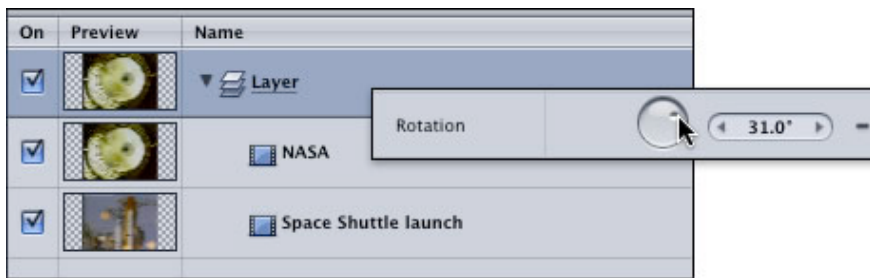 On Preview Name
Layer
Rotation 31.0°
NASA
Space Shuttle launch